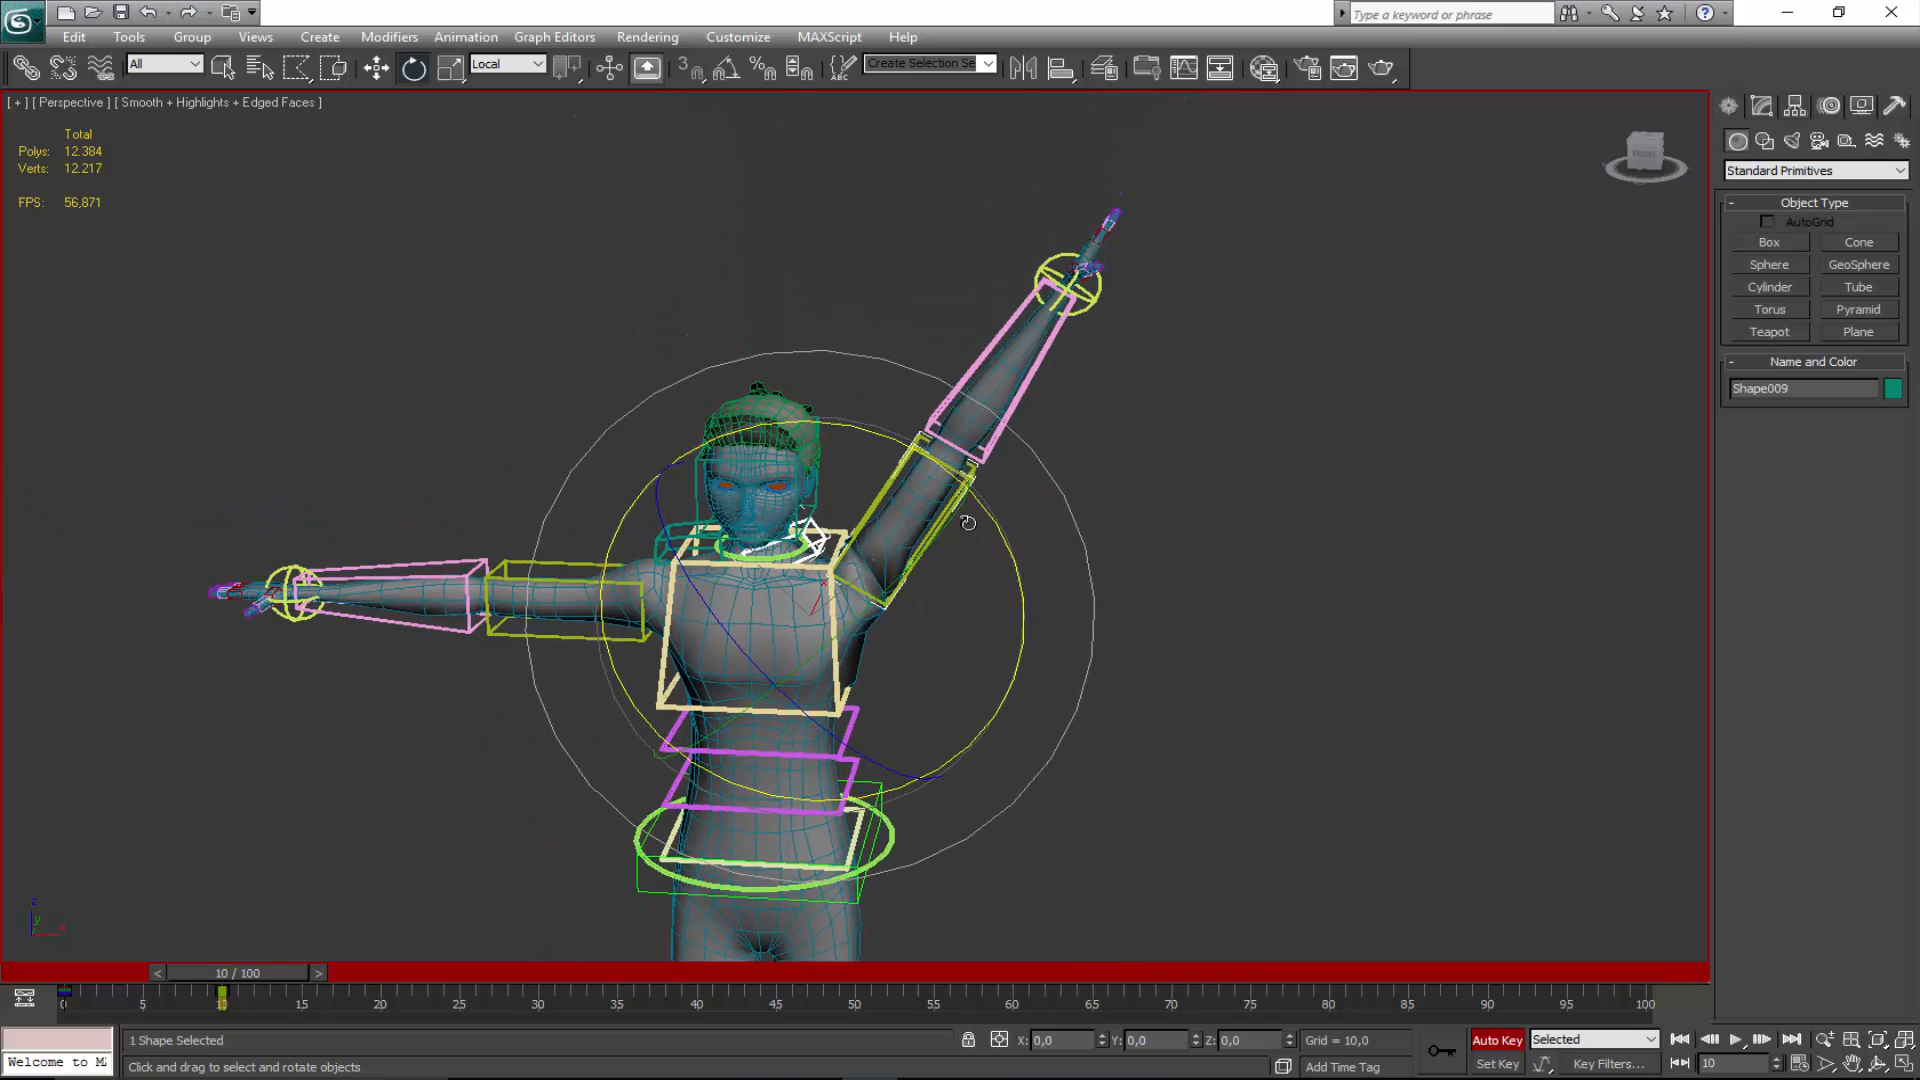 Type a keyword or phrase
Edit Tools Group Views Create Modifiers Animation Graph Editors Rendering Customize MAXScript Help
All Local Create Selection Se
[ + ] [ Perspective ] [ Smooth + Highlights + Edged Faces ]
Total
Polys: 12.384
Verts: 12.217
FPS: 56,871
FRONT
Standard Primitives
- Object Type
AutoGrid
Box Cone
Sphere GeoSphere
Cylinder Tube
Torus Pyramid
Teapot Plane
- Name and Color
Shape009
z
y
x
< 10 / 100 >
0 5 10 15 20 25 30 35 40 45 50 55 60 65 70 75 80 85 90 95 100
1 Shape Selected X: 0,0 Y: 0,0 Z: 0,0 Grid = 10,0 Auto Key Selected
Welcome to M Click and drag to select and rotate objects Add Time Tag Set Key Key Filters... 10